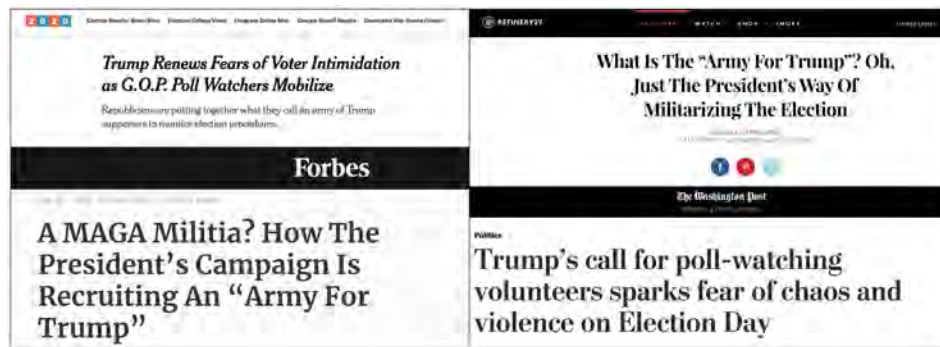 2020
Trump Renews Fears of Voter Intimidation
as G.O.P. Poll Watchers Mobilize
Republicans are putting together what they call an army of Trump
supporters to monitor election procedures.
Forbes
A MAGA Militia? How The
President’s Campaign Is
Recruiting An “Army For
Trump”
REFINERY29
WATCH SHOP MORE
What Is The “Army For Trump”? Oh,
Just The President’s Way Of
Militarizing The Election
The Washington Post
Politics
Trump’s call for poll-watching
volunteers sparks fear of chaos and
violence on Election Day